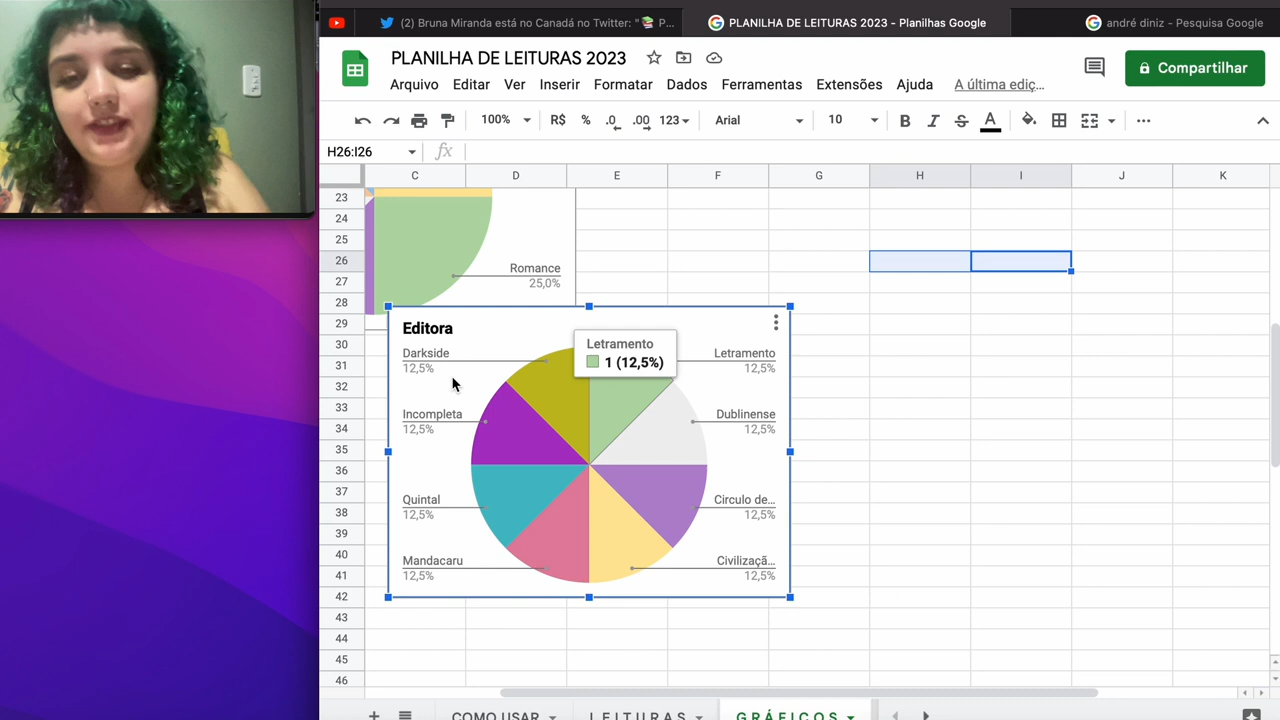 (2) Bruna Miranda está no Canadá no Twitter: "📚 P...
PLANILHA DE LEITURAS 2023 - Planilhas Google
andré diniz - Pesquisa Google
PLANILHA DE LEITURAS 2023
Compartilhar
Arquivo Editar Ver Inserir Formatar Dados Ferramentas Extensões Ajuda A última ediç...
100% R$ % .0 .00 123 Arial 10 B I S A
H26:I26 fx
C D E F G H I J K
23
24
25
26
27
28
29
30
31
32
33
34
35
36
37
38
39
40
41
42
43
44
45
46
Romance
25,0%
Editora
Letramento
1 (12,5%)
Darkside
12,5%
Letramento
12,5%
Incompleta
12,5%
Dublinense
12,5%
Quintal
12,5%
Circulo de...
12,5%
Mandacaru
12,5%
Civilizaçã...
12,5%
COMO USAR LEITURAS GRÁFICOS